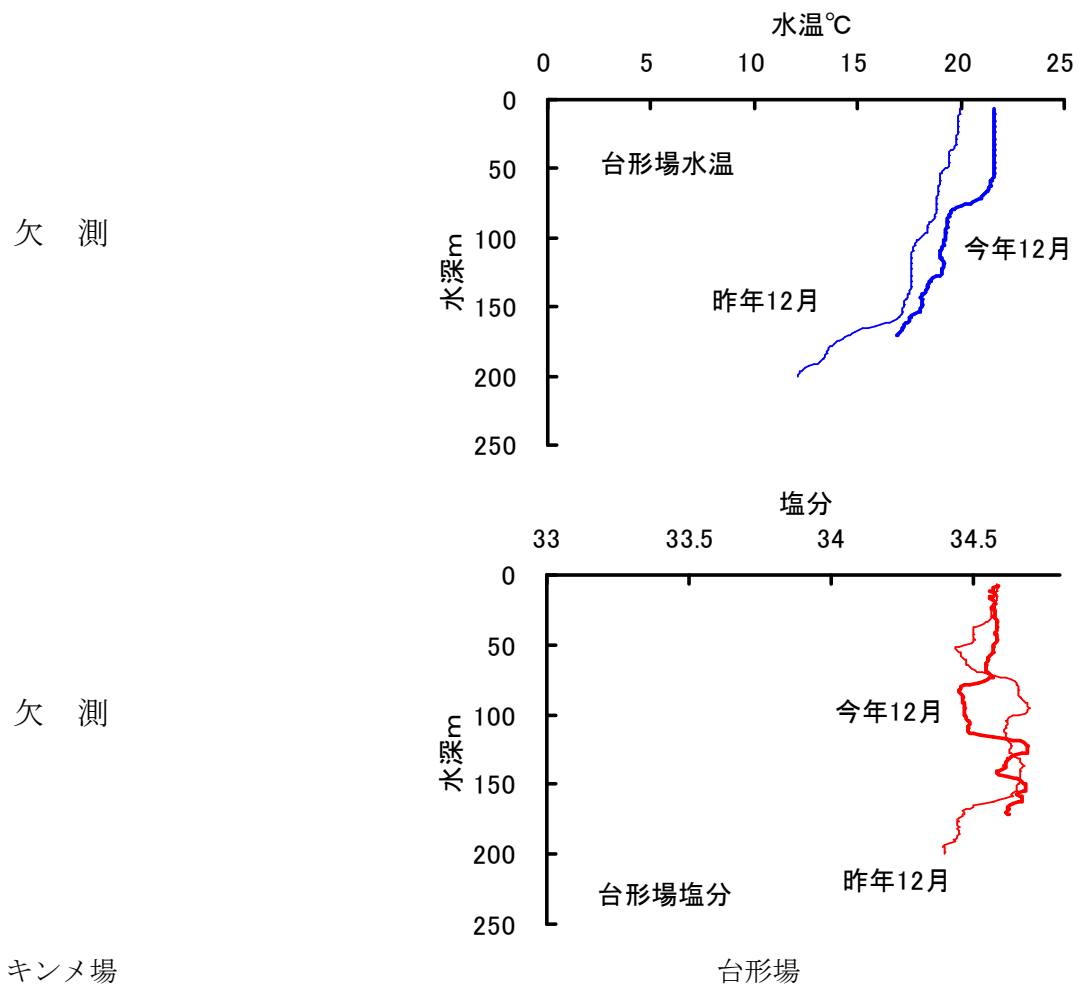 水温℃
0 5 10 15 20 25
0
50
100
150
200
250
水深m
台形場水温
今年12月
昨年12月
欠 測
塩分
33 33.5 34 34.5
0
50
100
150
200
250
水深m
今年12月
昨年12月
台形場塩分
欠 測
キンメ場 台形場